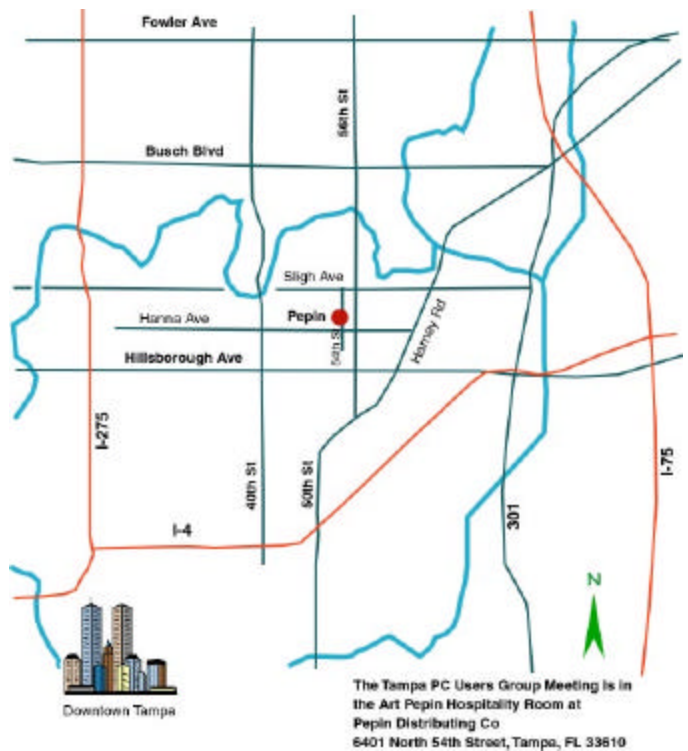 Fowler Ave
56th St
Busch Blvd
Sligh Ave
Pepin
Hanna Ave
54th St
Harney Rd
Hillsborough Ave
I-275
40th St
50th St
I-75
301
I-4
N
Downtown Tampa
The Tampa PC Users Group Meeting is in
the Art Pepin Hospitality Room at
Pepin Distributing Co
6401 North 54th Street, Tampa, FL 33610